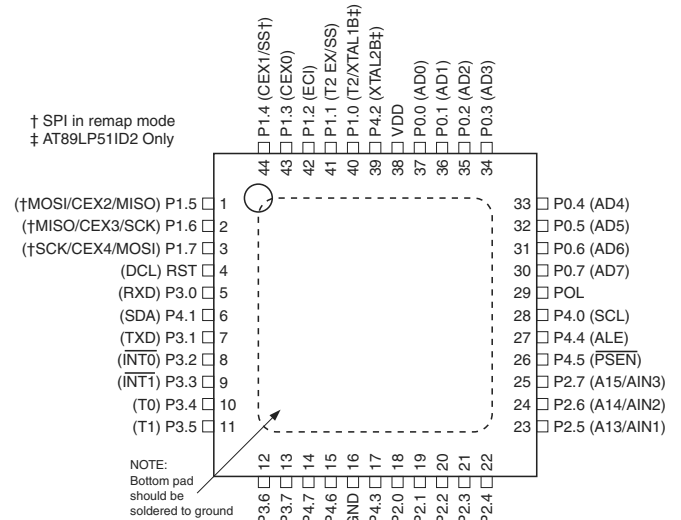 † SPI in remap mode
‡ AT89LP51ID2 Only
P1.4 (CEX1/SS†)
P1.3 (CEX0)
P1.2 (ECI)
P1.1 (T2 EX/SS)
P1.0 (T2/XTAL1B‡)
P4.2 (XTAL2B‡)
VDD
P0.0 (AD0)
P0.1 (AD1)
P0.2 (AD2)
P0.3 (AD3)
44
43
42
41
40
39
38
37
36
35
34
(†MOSI/CEX2/MISO) P1.5 1
(†MISO/CEX3/SCK) P1.6 2
(†SCK/CEX4/MOSI) P1.7 3
(DCL) RST 4
(RXD) P3.0 5
(SDA) P4.1 6
(TXD) P3.1 7
(INT0) P3.2 8
(INT1) P3.3 9
(T0) P3.4 10
(T1) P3.5 11
33 P0.4 (AD4)
32 P0.5 (AD5)
31 P0.6 (AD6)
30 P0.7 (AD7)
29 POL
28 P4.0 (SCL)
27 P4.4 (ALE)
26 P4.5 (PSEN)
25 P2.7 (A15/AIN3)
24 P2.6 (A14/AIN2)
23 P2.5 (A13/AIN1)
12
13
14
15
16
17
18
19
20
21
22
P3.6
P3.7
P4.7
P4.6
GND
P4.3
P2.0
P2.1
P2.2
P2.3
P2.4
NOTE:
Bottom pad
should be
soldered to ground